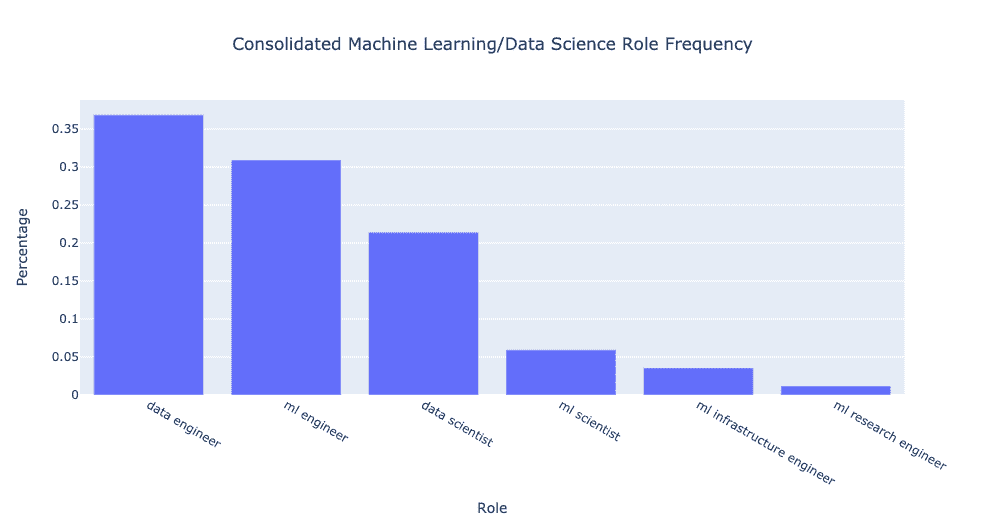 Consolidated Machine Learning/Data Science Role Frequency
Percentage
0.35
0.3
0.25
0.2
0.15
0.1
0.05
0
data engineer
ml engineer
data scientist
ml scientist
ml infrastructure engineer
ml research engineer
Role